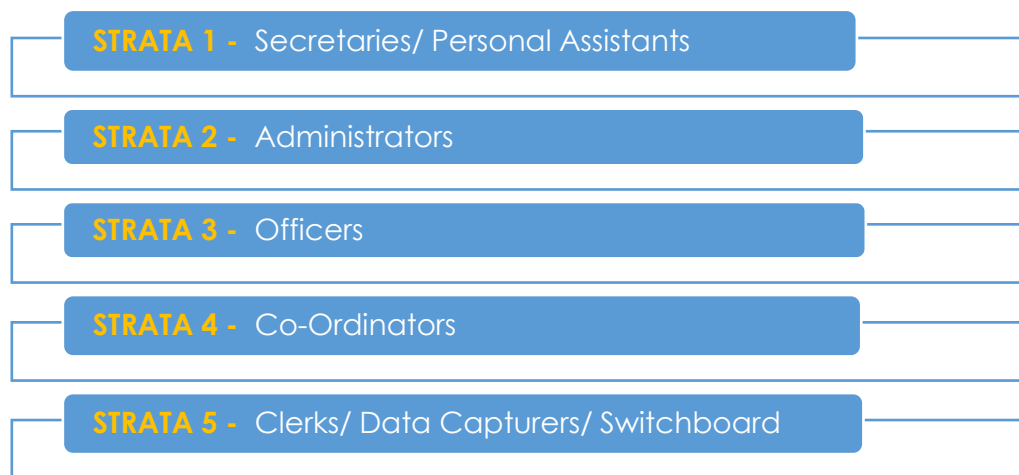 STRATA 1 - Secretaries/ Personal Assistants
STRATA 2 - Administrators
STRATA 3 - Officers
STRATA 4 - Co-Ordinators
STRATA 5 - Clerks/ Data Capturers/ Switchboard